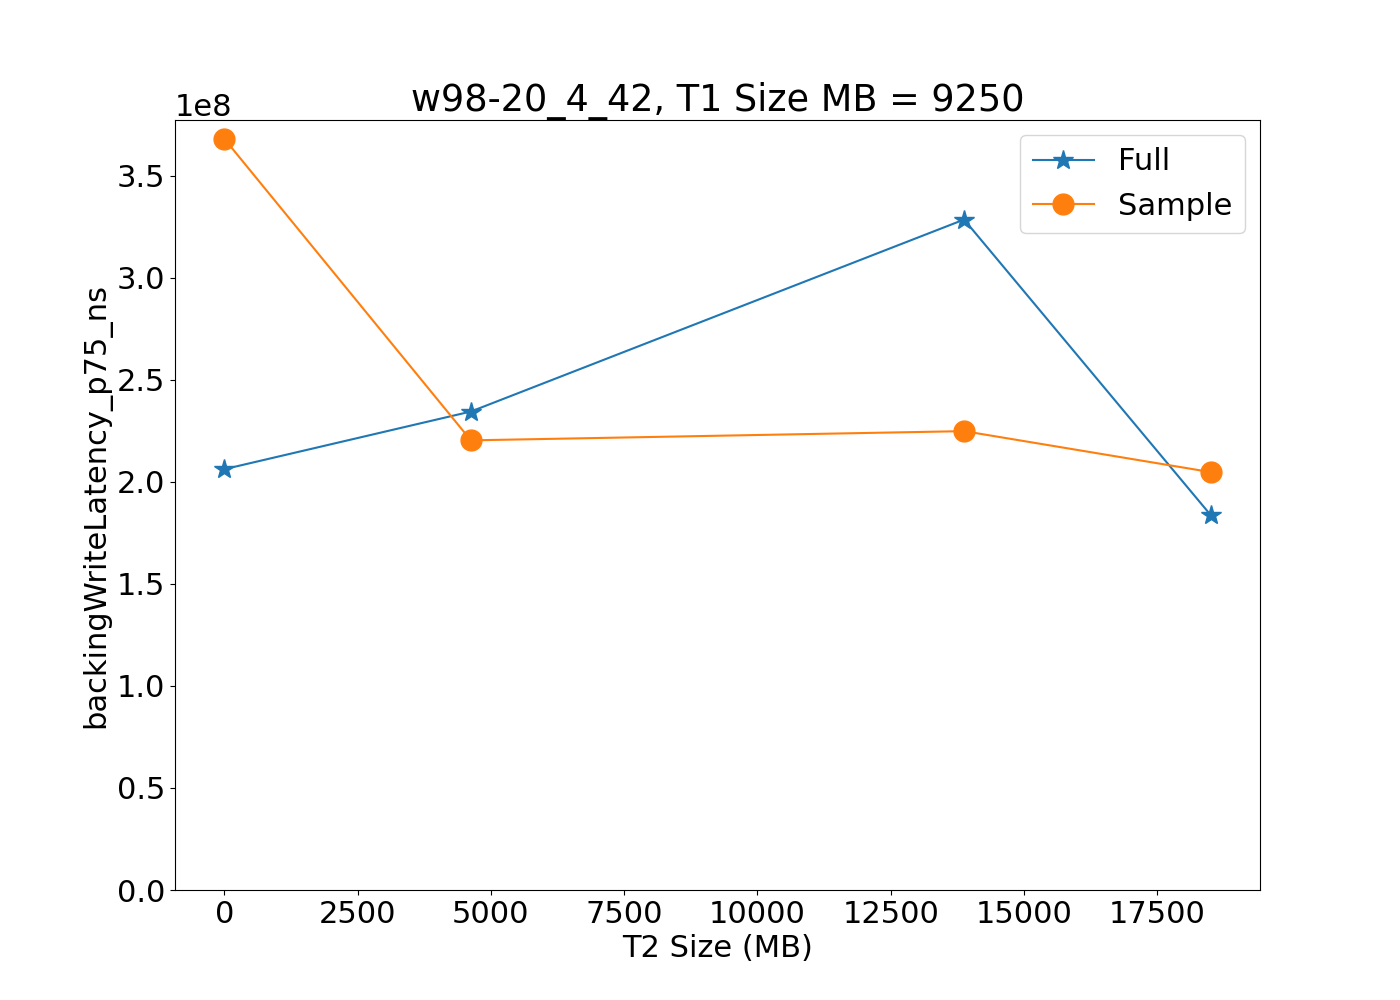 w98-20_4_42, T1 Size MB = 9250
1e8
Full
Sample
3.5
3.0
2.5
2.0
1.5
1.0
0.5
0.0
backingWriteLatency_p75_ns
0 2500 5000 7500 10000 12500 15000 17500
T2 Size (MB)